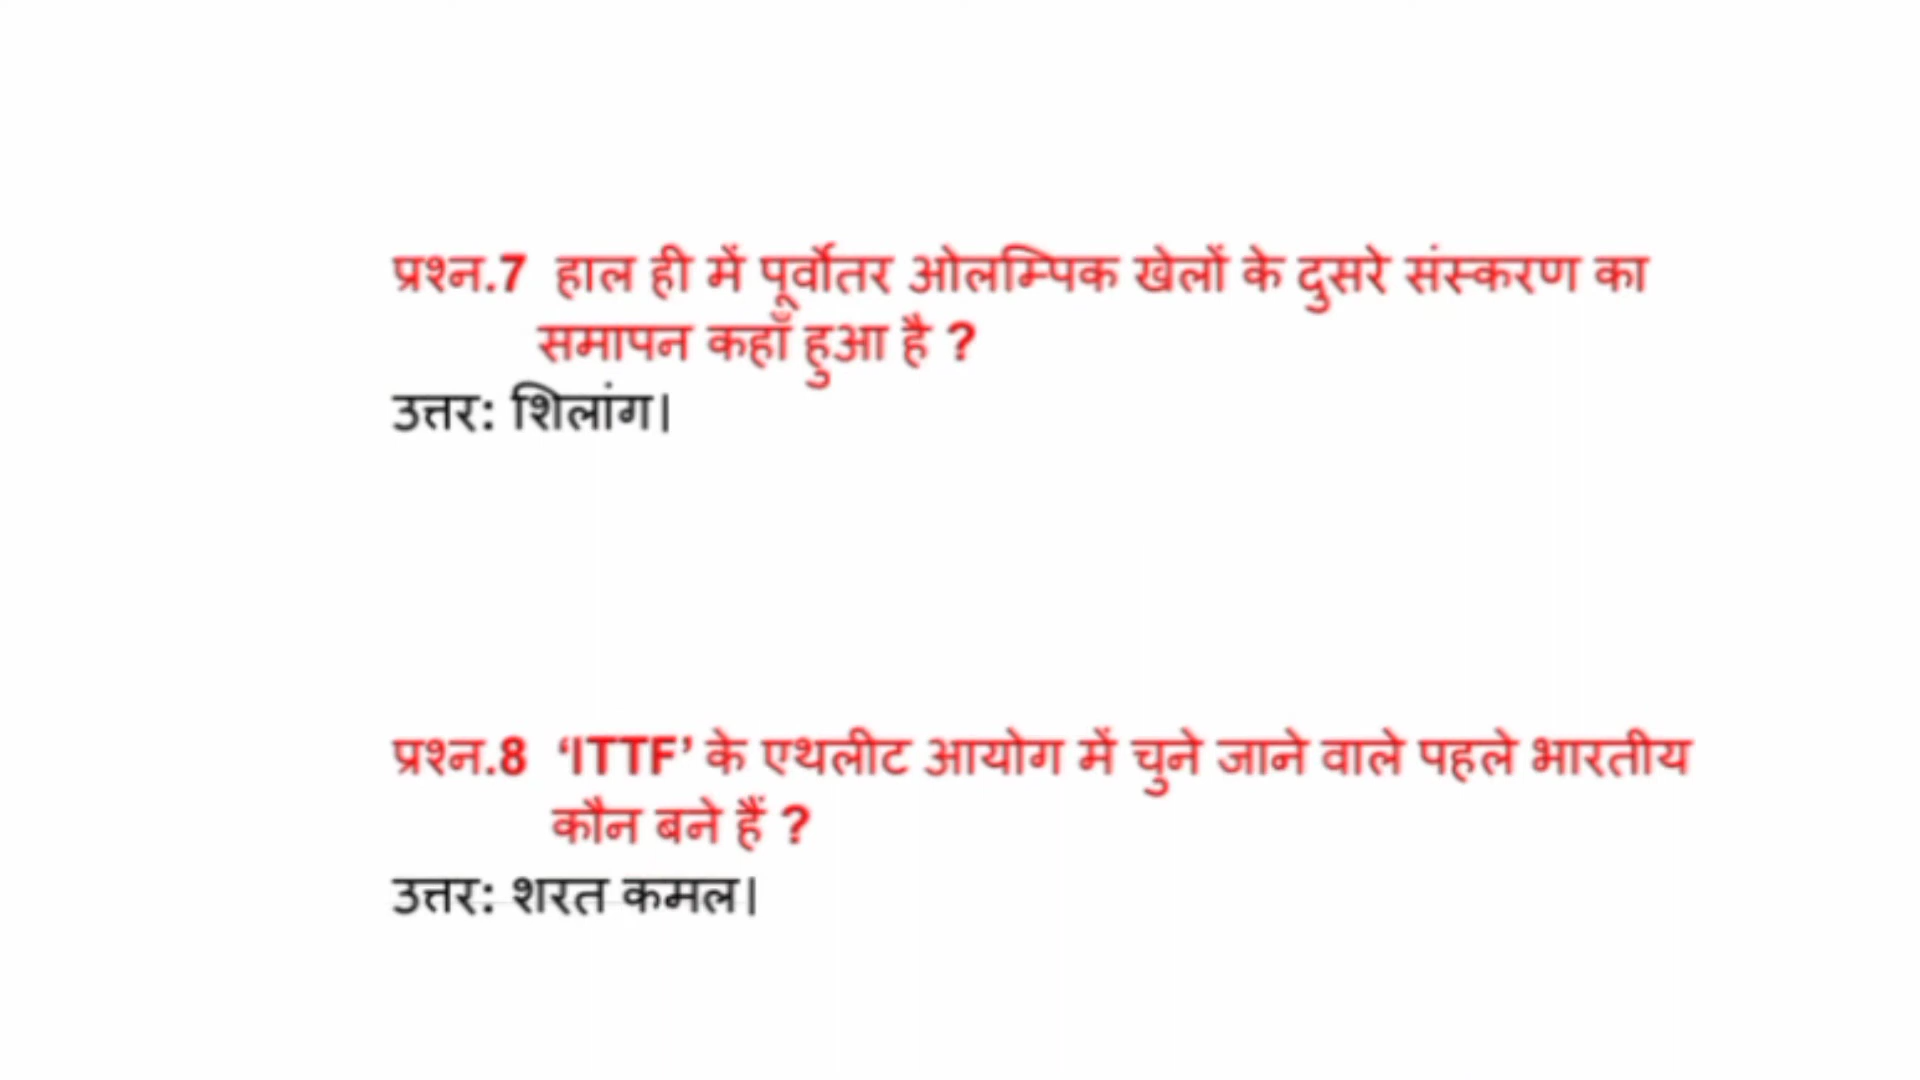 प्रश्न.7 हाल ही में पूर्वोतर ओलम्पिक खेलों के दुसरे संस्करण का
समापन कहाँ हुआ है ?
उत्तर: शिलांग।
प्रश्न.8 ‘ITTF’ के एथलीट आयोग में चुने जाने वाले पहले भारतीय
कौन बने हैं ?
उत्तर: शरत कमल।